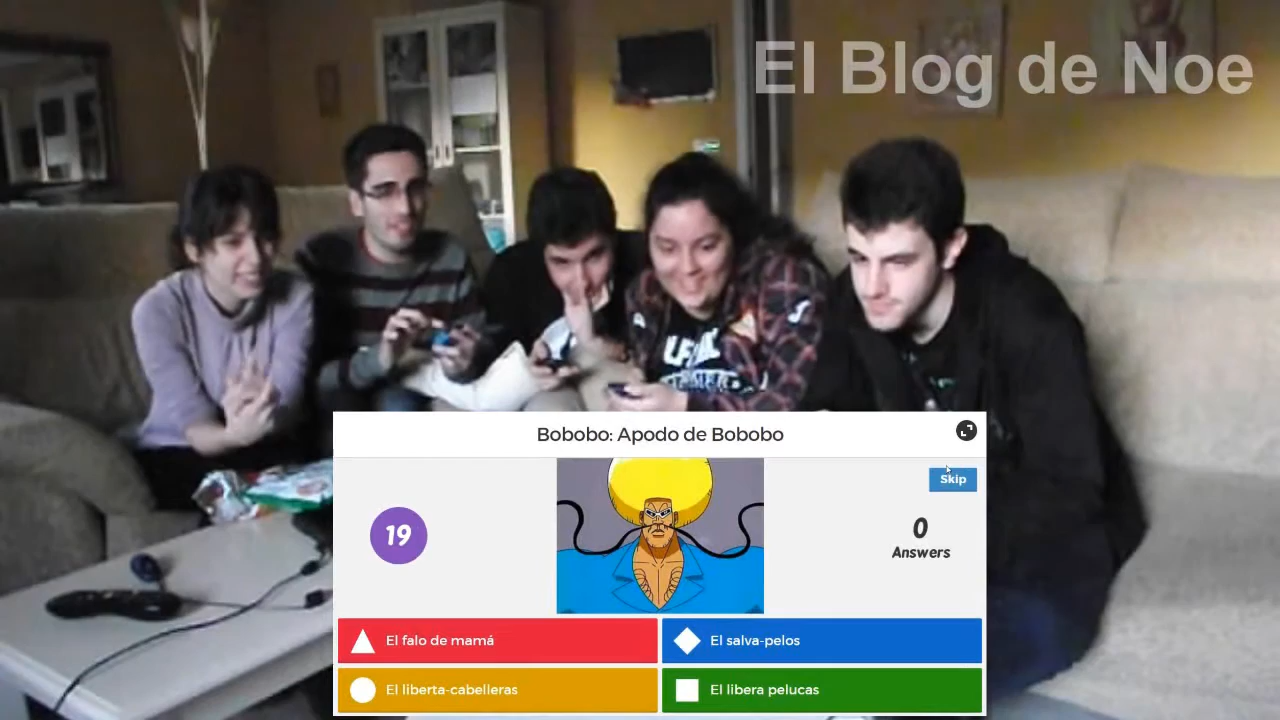 El Blog de Noe
Bobobo: Apodo de Bobobo
Skip
19
0
Answers
El falo de mamá
El salva-pelos
El liberta-cabelleras
El libera pelucas